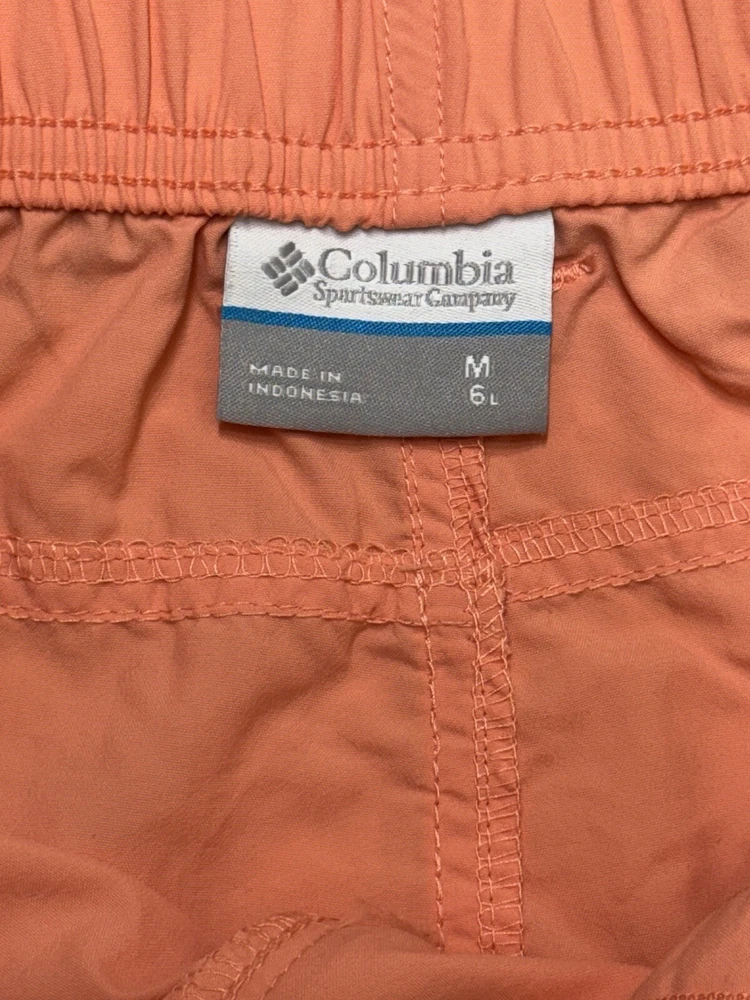 Columbia
Sportswear Company
MADE IN
INDONESIA
M
6L